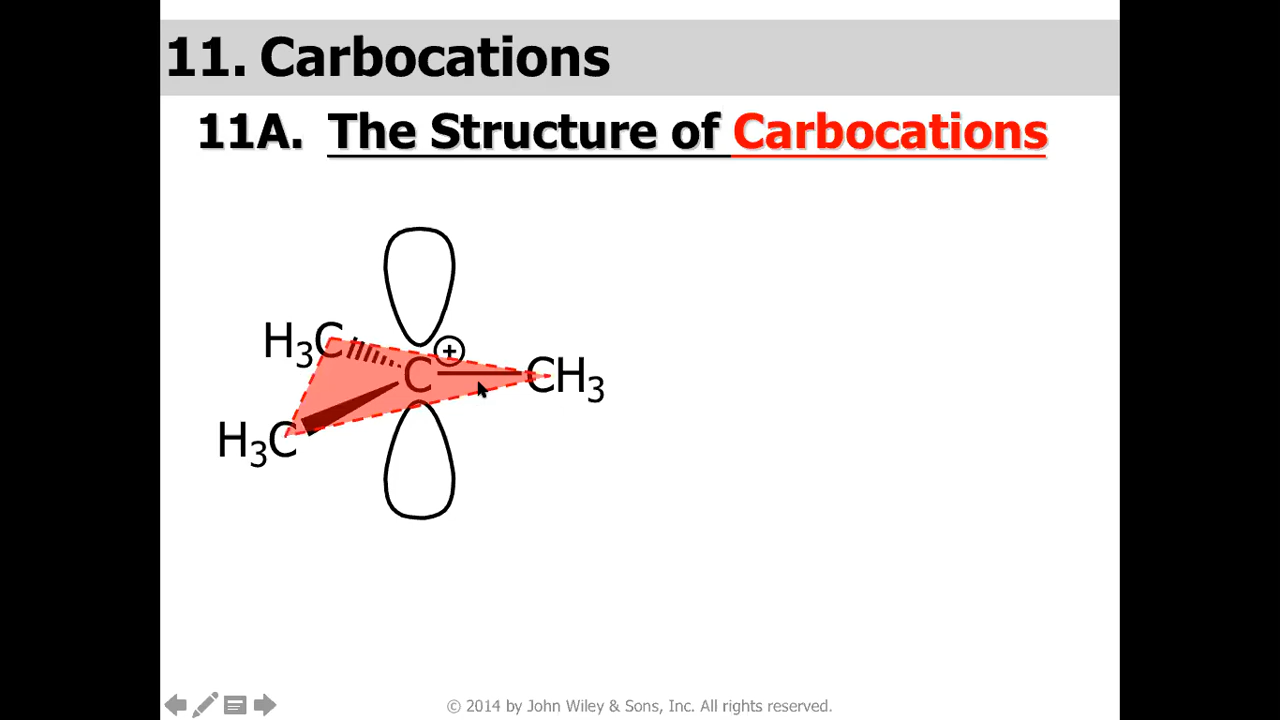 11. Carbocations
11A. The Structure of Carbocations
H₃C
⊕
C
CH₃
H₃C
© 2014 by John Wiley & Sons, Inc. All rights reserved.